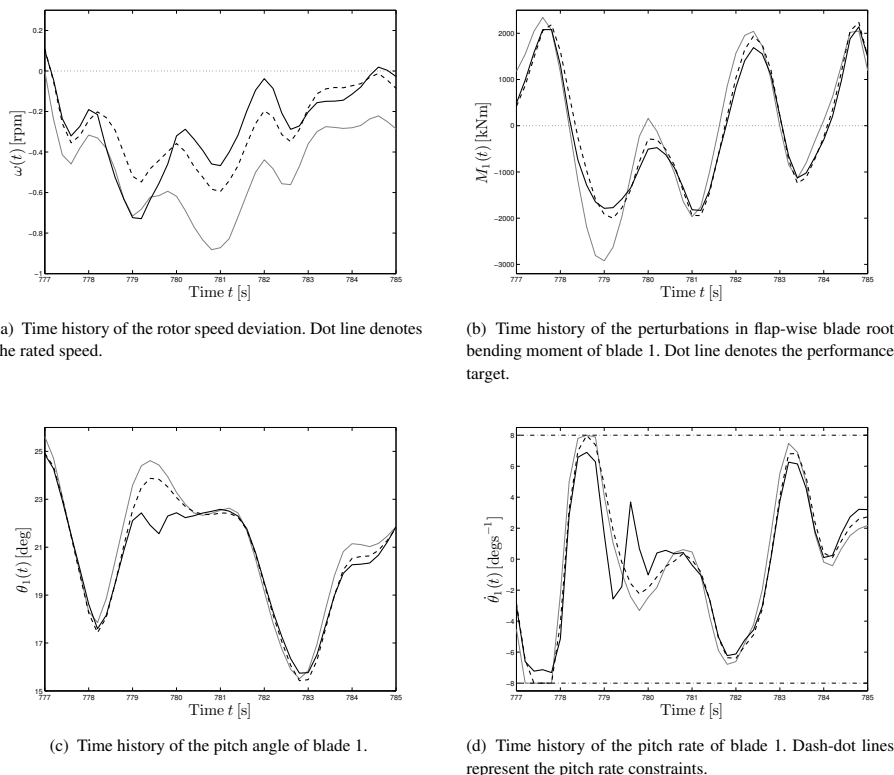 0.2
0
−0.2
−0.4
−0.6
−0.8
−1
ω(t) [rpm]
777 778 779 780 781 782 783 784 785
Time t [s]
2000
1000
0
−1000
−2000
−3000
M₁(t) [kNm]
777 778 779 780 781 782 783 784 785
Time t [s]
a) Time history of the rotor speed deviation. Dot line denotes
he rated speed.
(b) Time history of the perturbations in flap-wise blade root
bending moment of blade 1. Dot line denotes the performance
target.
25
23
21
19
17
15
θ₁(t) [deg]
777 778 779 780 781 782 783 784 785
Time t [s]
8
6
4
2
0
−2
−4
−6
−8
θ̇₁(t) [degs⁻¹]
777 778 779 780 781 782 783 784 785
Time t [s]
(c) Time history of the pitch angle of blade 1.
(d) Time history of the pitch rate of blade 1. Dash-dot lines
represent the pitch rate constraints.